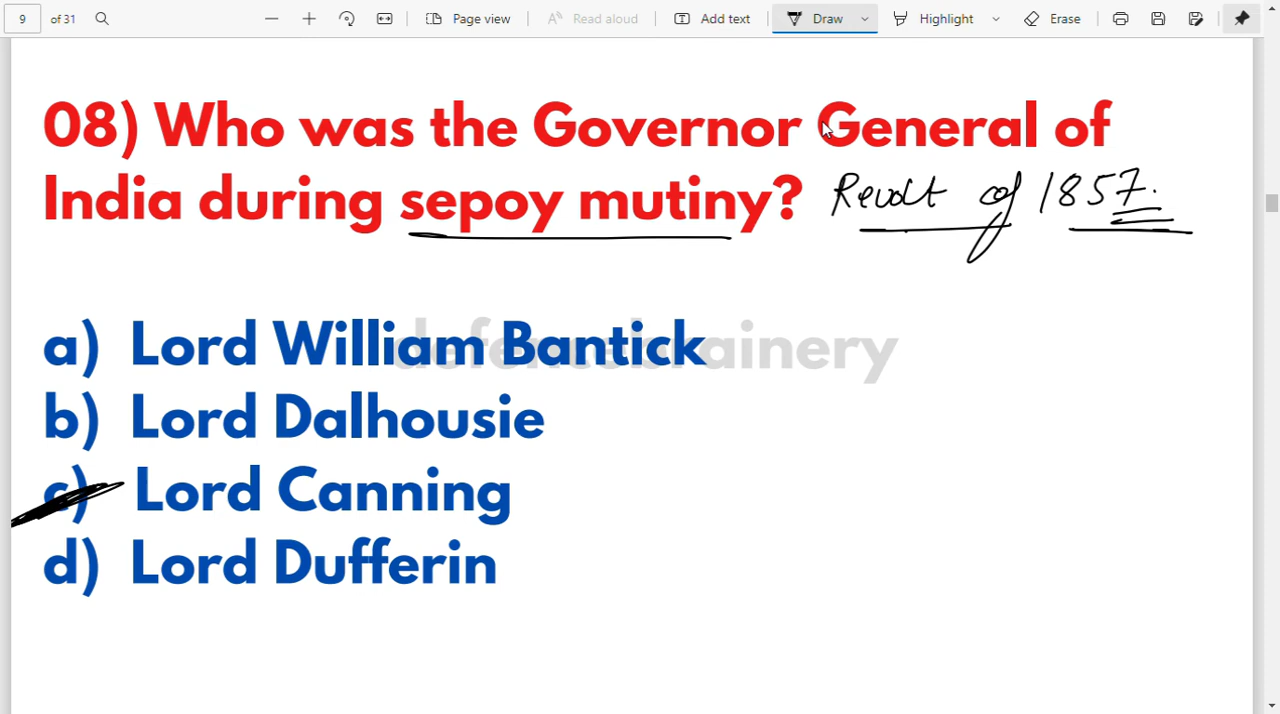 9 of 31 Page view Read aloud Add text Draw Highlight Erase
08) Who was the Governor General of
India during sepoy mutiny? Revolt of 1857.
a) Lord William Bantick
defencebrainery
b) Lord Dalhousie
c) Lord Canning
d) Lord Dufferin